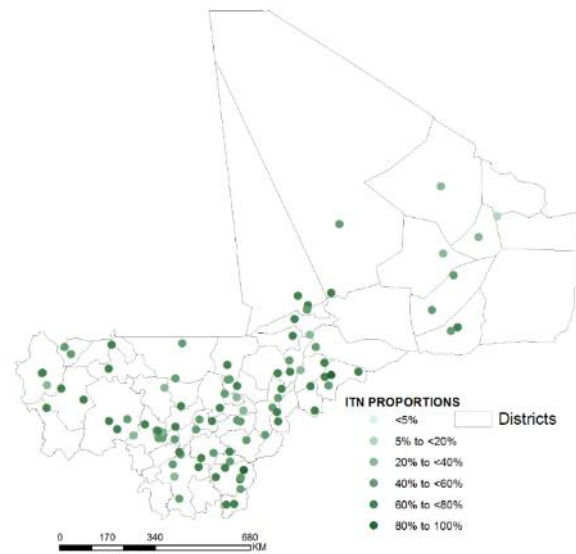 ITN PROPORTIONS
<5%
Districts
5% to <20%
20% to <40%
40% to <60%
60% to <80%
80% to 100%
0 170 340 680
KM